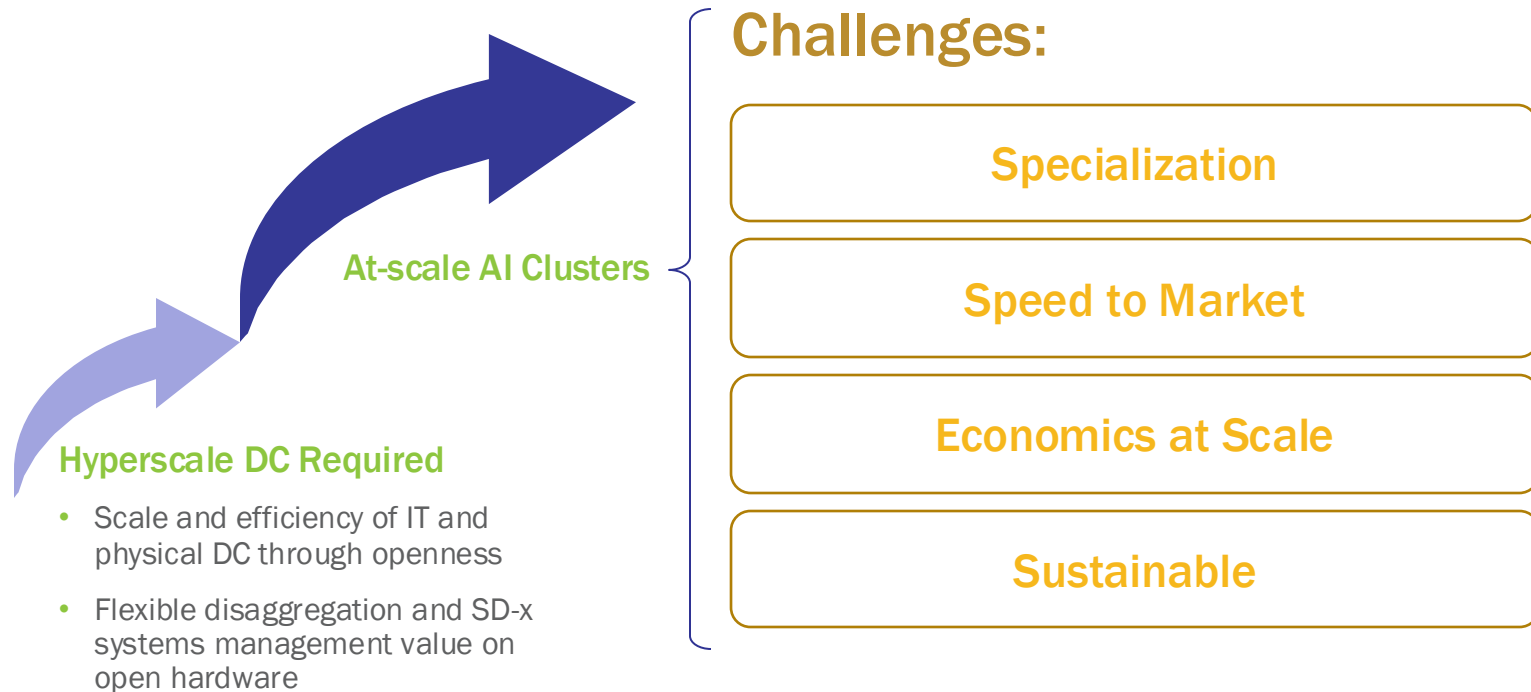 Challenges:
Specialization
At-scale AI Clusters
Speed to Market
Economics at Scale
Sustainable
Hyperscale DC Required
• Scale and efficiency of IT and
physical DC through openness
• Flexible disaggregation and SD-x
systems management value on
open hardware